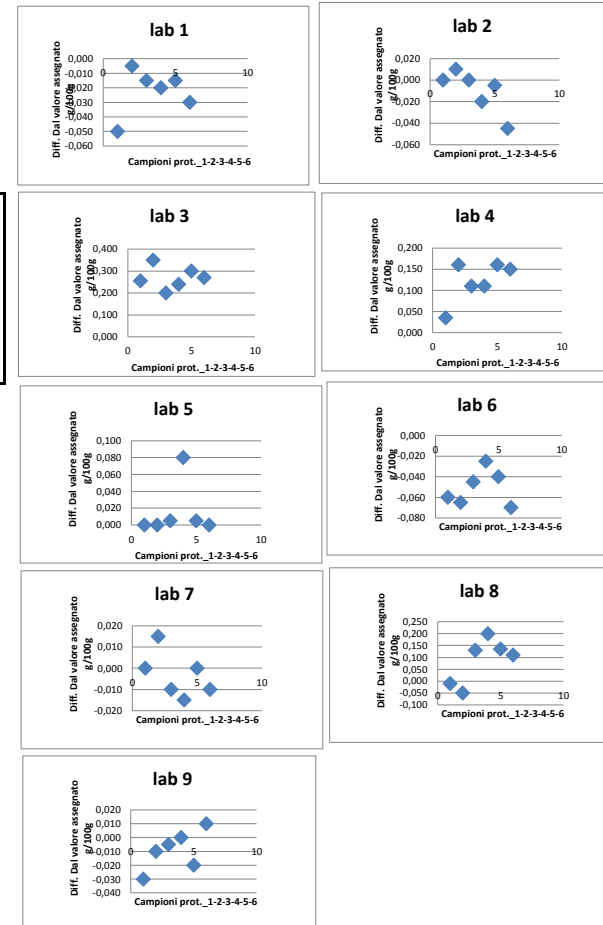 lab 1
Diff. Dal valore assegnato
g/100g
0,000
-0,010
-0,020
-0,030
-0,040
-0,050
-0,060
0
5
10
Campioni prot._1-2-3-4-5-6
lab 2
Diff. Dal valore assegnato
g/100g
0,020
0,000
-0,020
-0,040
-0,060
0
5
10
Campioni prot._1-2-3-4-5-6
lab 3
Diff. Dal valore assegnato
g/100g
0,400
0,300
0,200
0,100
0,000
0
5
10
Campioni prot._1-2-3-4-5-6
lab 4
Diff. Dal valore assegnato
g/100g
0,200
0,150
0,100
0,050
0,000
0
5
10
Campioni prot._1-2-3-4-5-6
lab 5
Diff. Dal valore assegnato
g/100g
0,100
0,080
0,060
0,040
0,020
0,000
0
5
10
Campioni prot._1-2-3-4-5-6
lab 6
Diff. Dal valore assegnato
g/100g
0,000
-0,020
-0,040
-0,060
-0,080
0
5
10
Campioni prot._1-2-3-4-5-6
lab 7
Diff. Dal valore assegnato
g/100g
0,020
0,010
0,000
-0,010
-0,020
0
5
10
Campioni prot._1-2-3-4-5-6
lab 8
Diff. Dal valore assegnato
g/100g
0,250
0,200
0,150
0,100
0,050
0,000
-0,050
-0,100
0
5
10
Campioni prot._1-2-3-4-5-6
lab 9
Diff. Dal valore assegnato
g/100g
0,020
0,010
0,000
-0,010
-0,020
-0,030
-0,040
0
5
10
Campioni prot._1-2-3-4-5-6